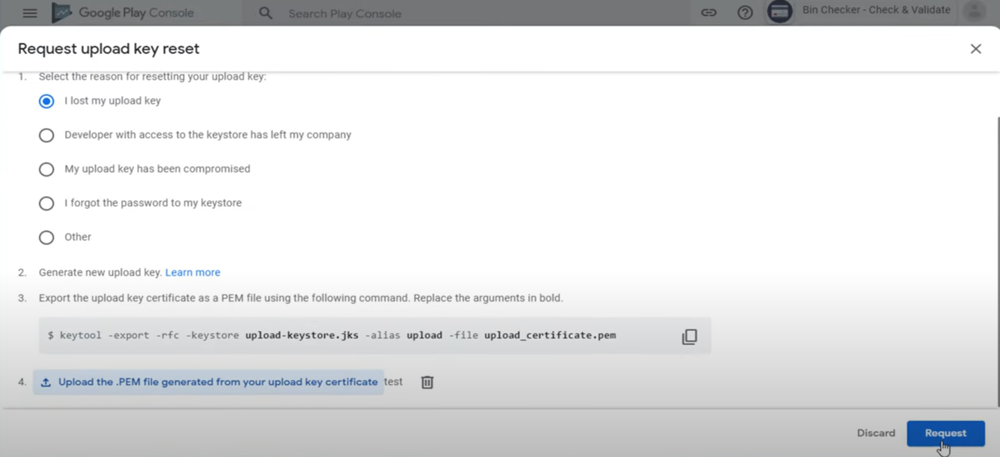 Google Play Console
Search Play Console
Bin Checker - Check & Validate
Request upload key reset
1. Select the reason for resetting your upload key:
I lost my upload key
Developer with access to the keystore has left my company
My upload key has been compromised
I forgot the password to my keystore
Other
2. Generate new upload key. Learn more
3. Export the upload key certificate as a PEM file using the following command. Replace the arguments in bold.
$ keytool -export -rfc -keystore upload-keystore.jks -alias upload -file upload_certificate.pem
4. Upload the .PEM file generated from your upload key certificate test
Discard Request